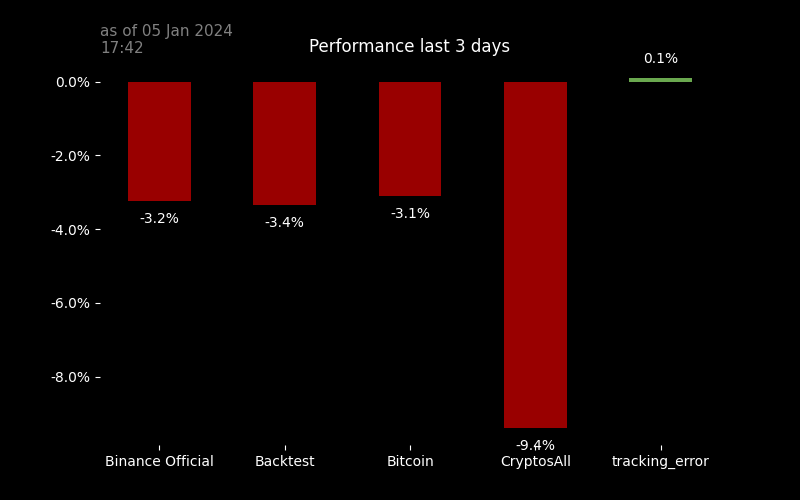 as of 05 Jan 2024
17:42
Performance last 3 days
0.1%
0.0%
-2.0%
-4.0%
-6.0%
-8.0%
-3.2%
-3.4%
-3.1%
-9.4%
Binance Official
Backtest
Bitcoin
CryptosAll
tracking_error